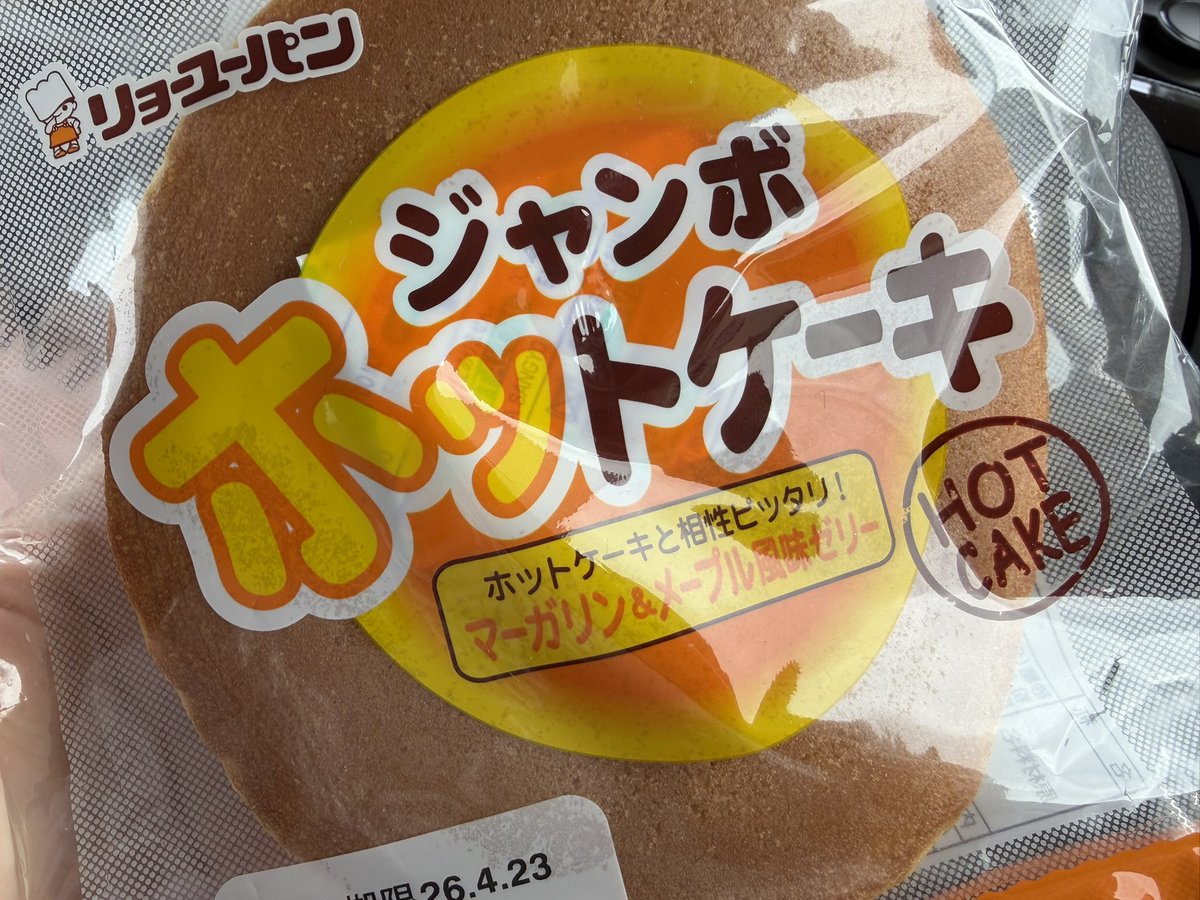 リョーユーパン
ジャンボ
ホットケーキ
ホットケーキと相性ピッタリ!
マーガリン&メープル風味ゼリー
HOT
CAKE
期限26.4.23